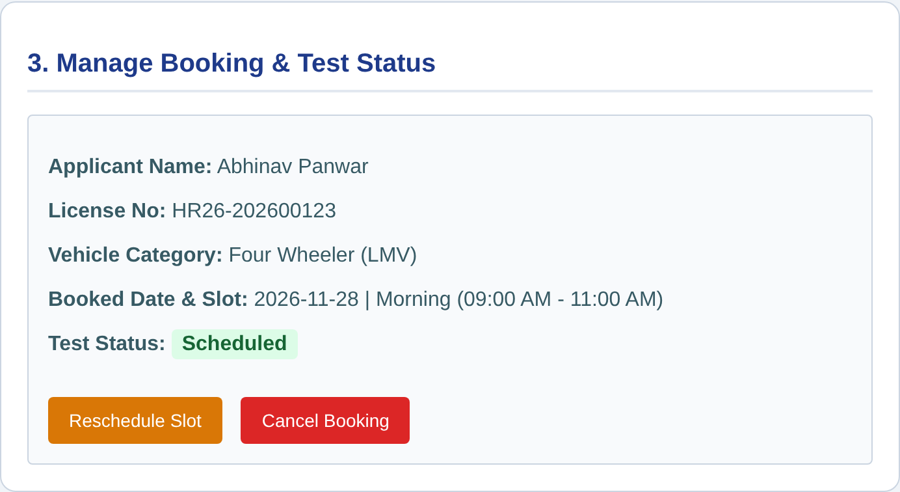 3. Manage Booking & Test Status
Applicant Name: Abhinav Panwar
License No: HR26-202600123
Vehicle Category: Four Wheeler (LMV)
Booked Date & Slot: 2026-11-28 | Morning (09:00 AM - 11:00 AM)
Test Status: Scheduled
Reschedule Slot Cancel Booking